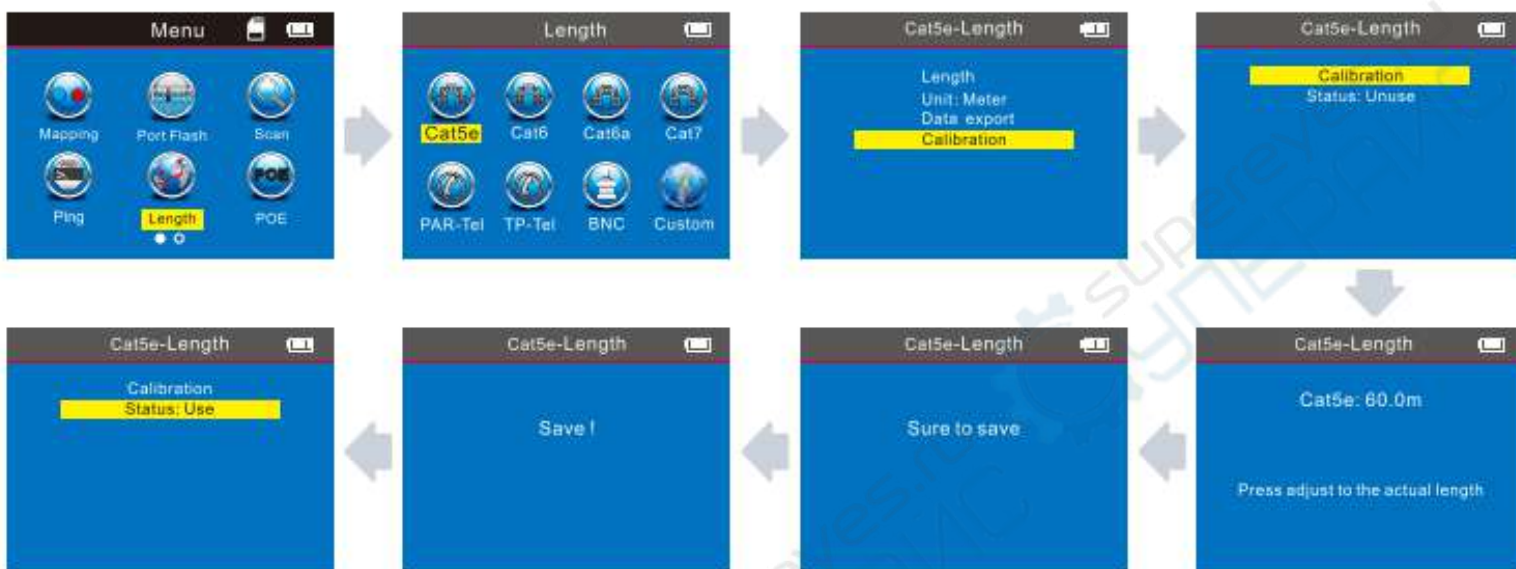 Menu
Mapping
Port Flash
Scan
Ping
Length
POE
Length
Cat5e
Cat6
Cat6a
Cat7
PAR-Tel
TP-Tel
BNC
Custom
Cat5e-Length
Length
Unit: Meter
Data export
Calibration
Cat5e-Length
Calibration
Status: Unuse
Cat5e-Length
Cat5e: 60.0m
Press adjust to the actual length
Cat5e-Length
Sure to save
Cat5e-Length
Save !
Cat5e-Length
Calibration
Status: Use